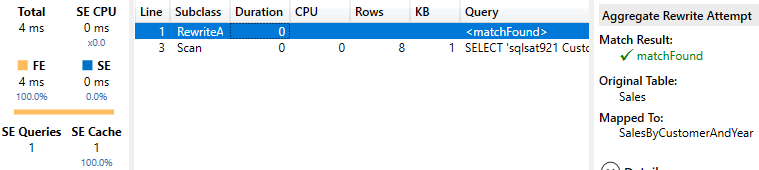 Total SE CPU
4 ms 0 ms
x0.0
FE SE
4 ms 0 ms
100.0% 0.0%
SE Queries SE Cache
1 1
100.0%
Line Subclass Duration CPU Rows KB Query
1 RewriteA 0 <matchFound>
3 Scan 0 0 8 1 SELECT 'sqlsat921 Custo
Aggregate Rewrite Attempt
Match Result:
✓ matchFound
Original Table:
Sales
Mapped To:
SalesByCustomerAndYear